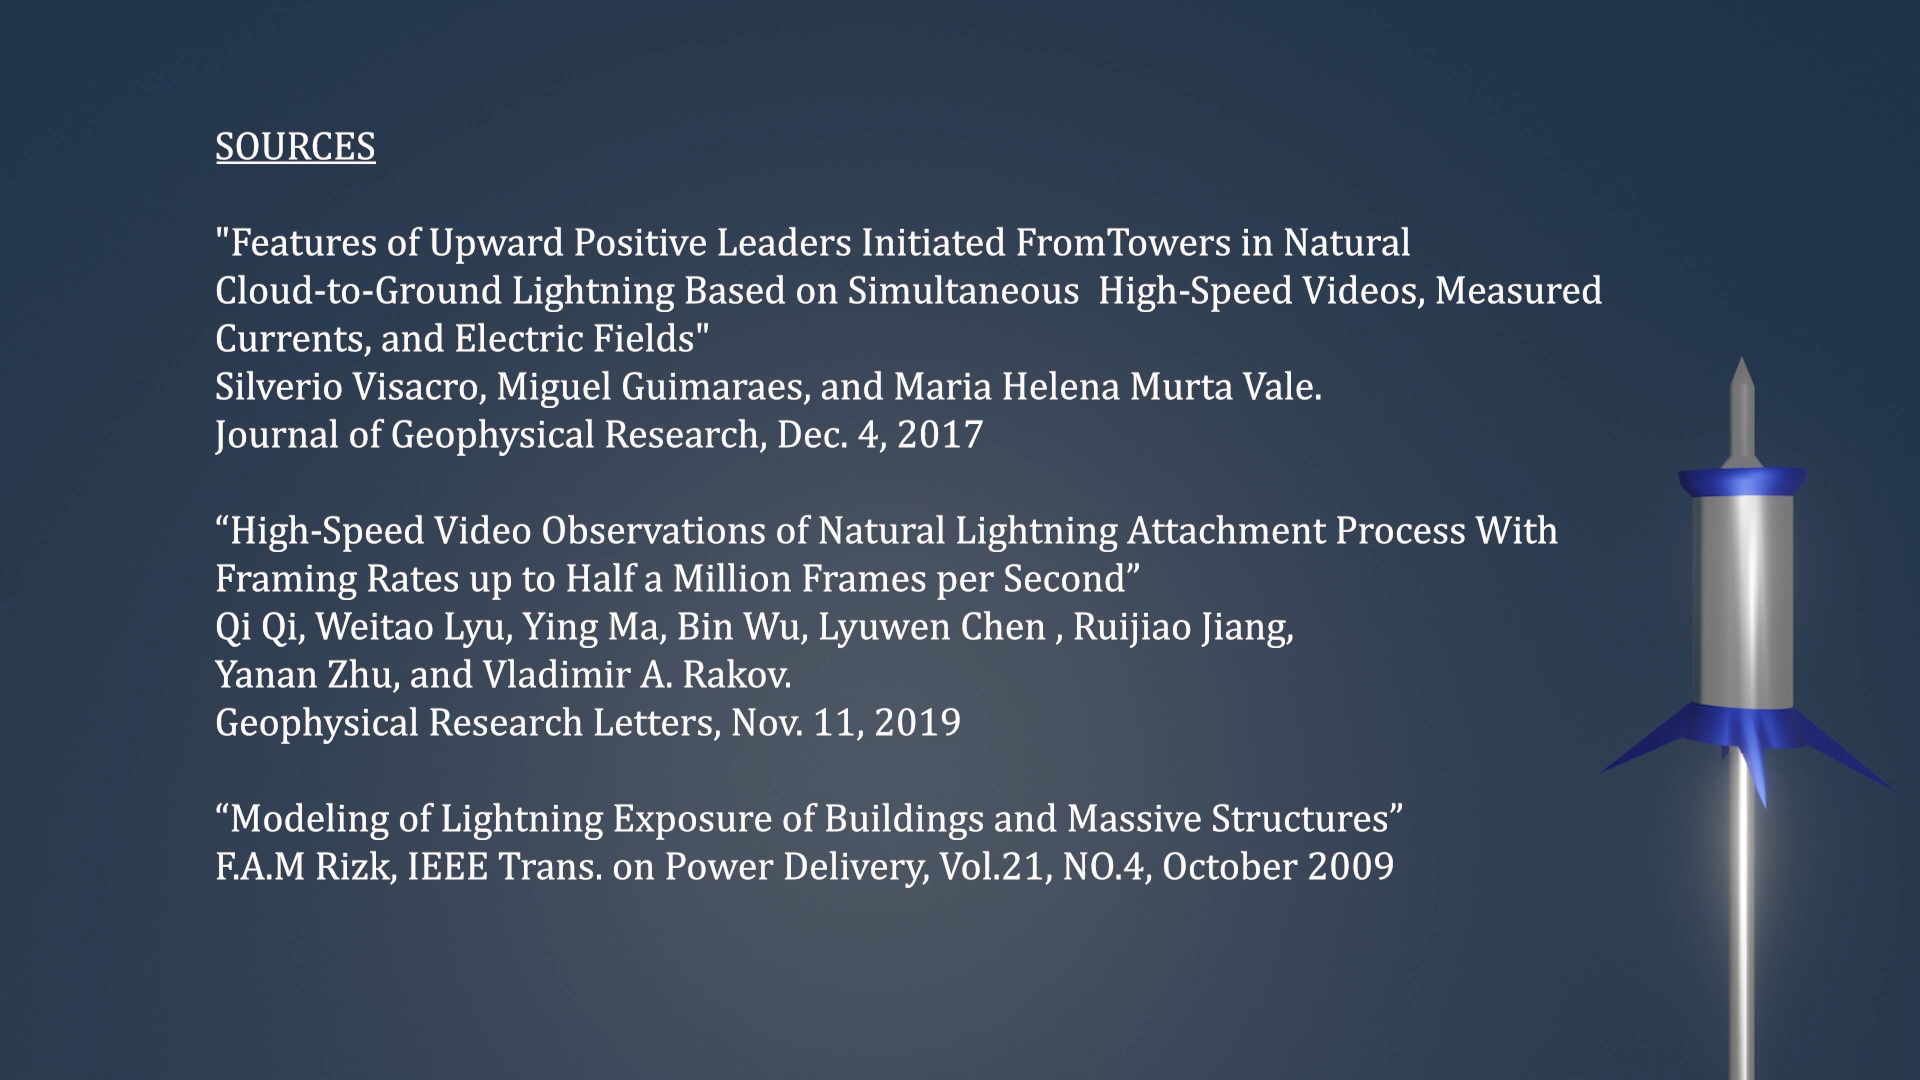 SOURCES
"Features of Upward Positive Leaders Initiated FromTowers in Natural
Cloud-to-Ground Lightning Based on Simultaneous  High-Speed Videos, Measured
Currents, and Electric Fields"
Silverio Visacro, Miguel Guimaraes, and Maria Helena Murta Vale.
Journal of Geophysical Research, Dec. 4, 2017
“High-Speed Video Observations of Natural Lightning Attachment Process With
Framing Rates up to Half a Million Frames per Second”
Qi Qi, Weitao Lyu, Ying Ma, Bin Wu, Lyuwen Chen , Ruijiao Jiang,
Yanan Zhu, and Vladimir A. Rakov.
Geophysical Research Letters, Nov. 11, 2019
“Modeling of Lightning Exposure of Buildings and Massive Structures”
F.A.M Rizk, IEEE Trans. on Power Delivery, Vol.21, NO.4, October 2009